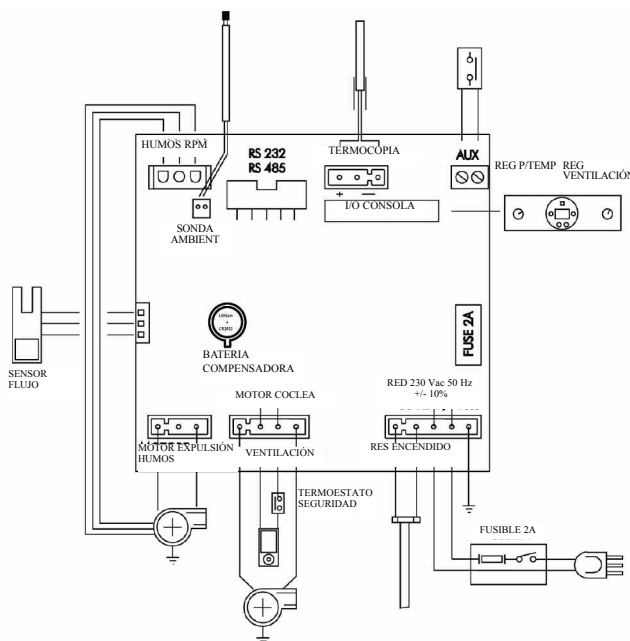 HUMOS RPM
RS 232
RS 485
TERMOCOPIA
+ −
AUX
REG P/TEMP REG
VENTILACIÓN
I/O CONSOLA
SONDA
AMBIENT
SENSOR
FLUJO
Lithium
+
CR2032
BATERIA
COMPENSADORA
FUSE 2A
RED 230 Vac 50 Hz
+/- 10%
MOTOR COCLEA
MOTOR EXPULSIÓN
HUMOS
VENTILACIÓN
RES ENCENDIDO
TERMOESTATO
SEGURIDAD
FUSIBLE 2A